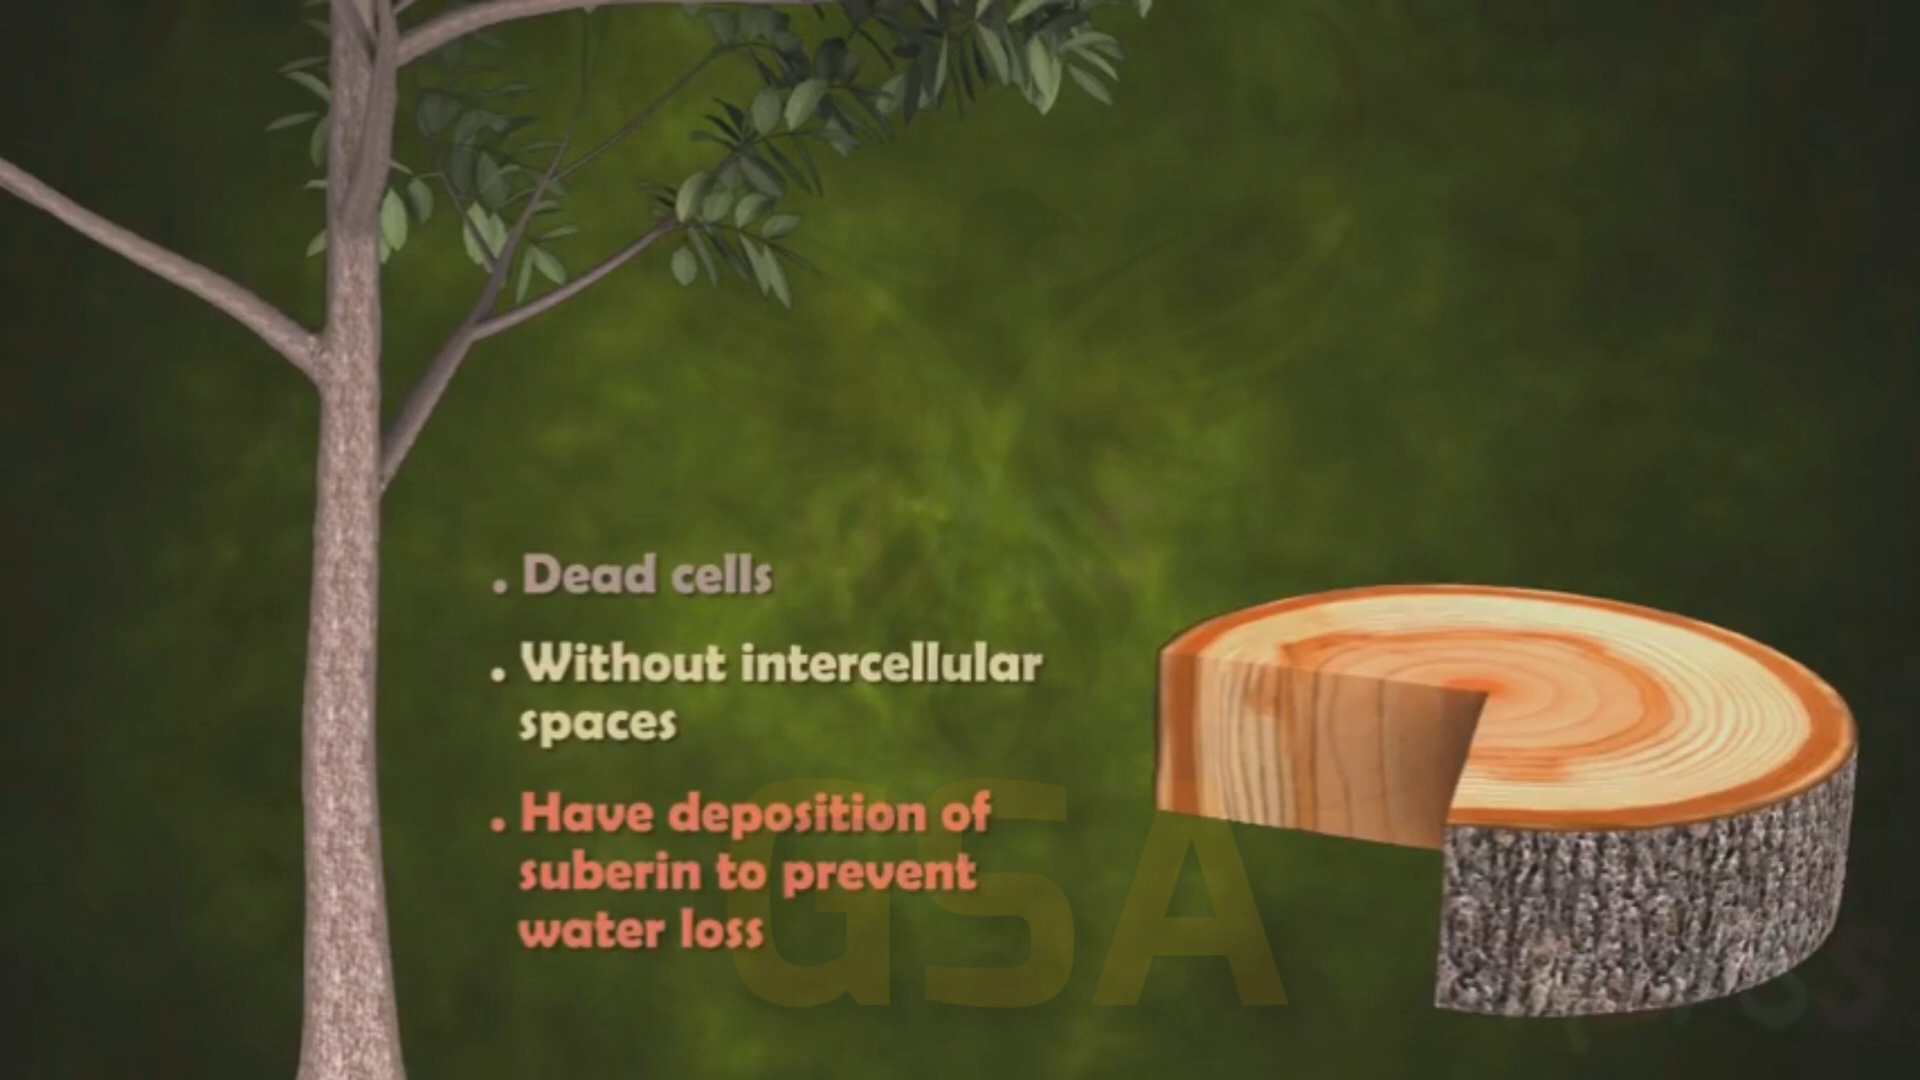 . Dead cells
. Without intercellular
spaces
. Have deposition of
suberin to prevent
water loss
GSA